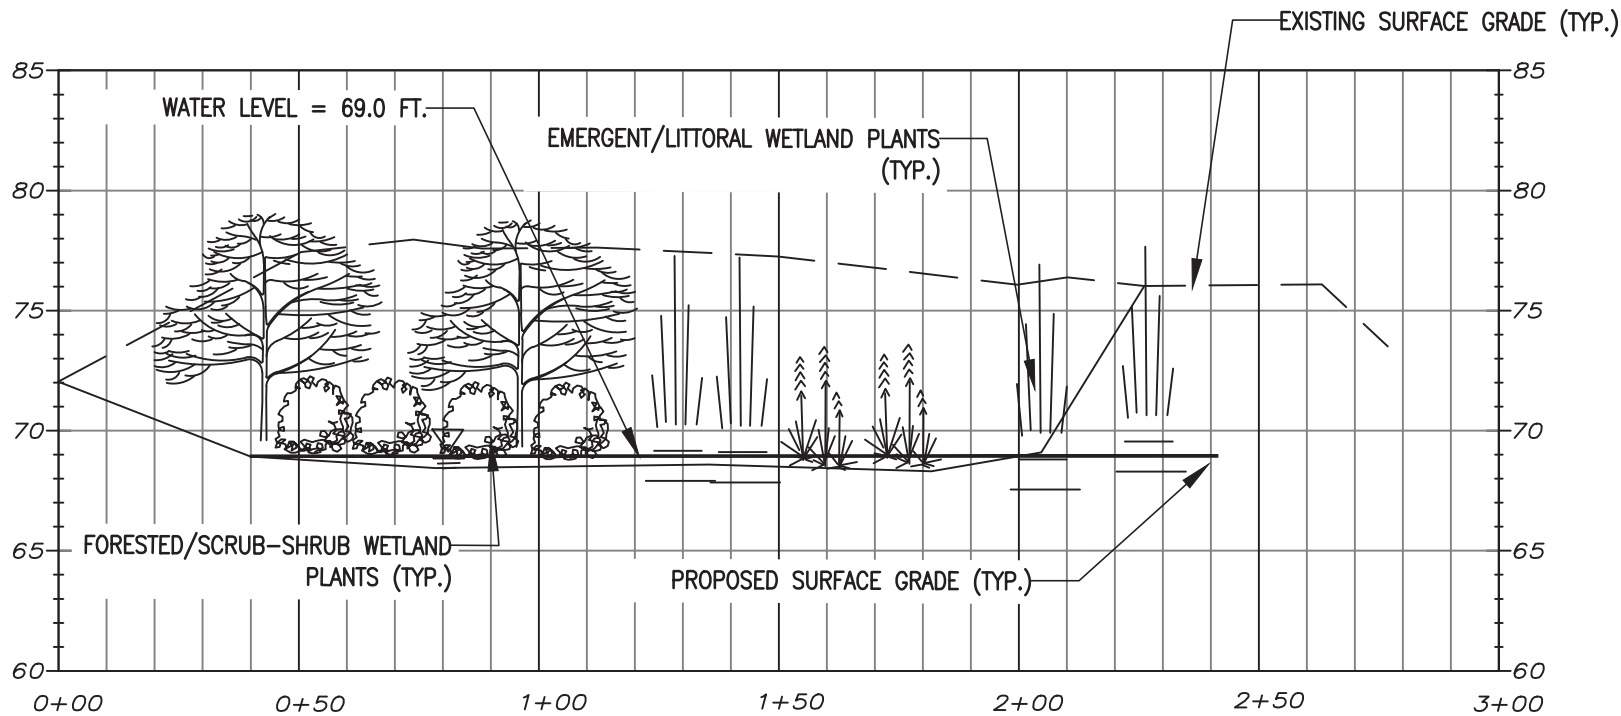 EXISTING SURFACE GRADE (TYP.)
85
85
WATER LEVEL = 69.0 FT.
EMERGENT/LITTORAL WETLAND PLANTS
(TYP.)
80
80
75
75
70
70
FORESTED/SCRUB-SHRUB WETLAND
PLANTS (TYP.)
65
65
PROPOSED SURFACE GRADE (TYP.)
60
60
0+00
0+50
1+00
1+50
2+00
2+50
3+00